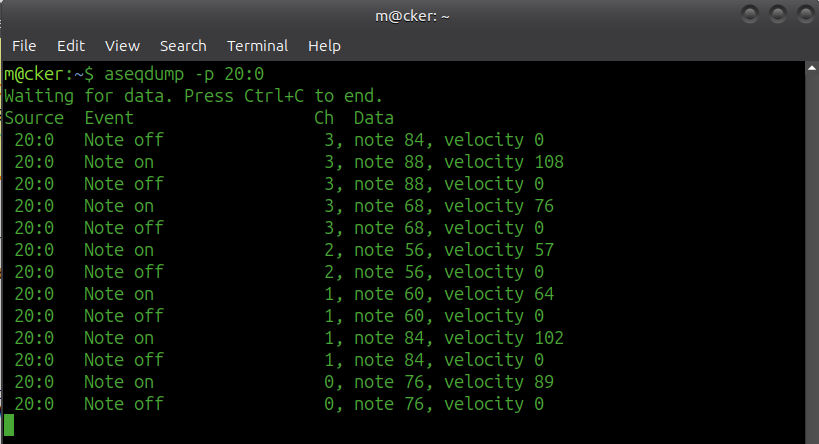 m@cker: ~
File Edit View Search Terminal Help
m@cker:~$ aseqdump -p 20:0
Waiting for data. Press Ctrl+C to end.
Source  Event                  Ch  Data
 20:0   Note off                3, note 84, velocity 0
 20:0   Note on                 3, note 88, velocity 108
 20:0   Note off                3, note 88, velocity 0
 20:0   Note on                 3, note 68, velocity 76
 20:0   Note off                3, note 68, velocity 0
 20:0   Note on                 2, note 56, velocity 57
 20:0   Note off                2, note 56, velocity 0
 20:0   Note on                 1, note 60, velocity 64
 20:0   Note off                1, note 60, velocity 0
 20:0   Note on                 1, note 84, velocity 102
 20:0   Note off                1, note 84, velocity 0
 20:0   Note on                 0, note 76, velocity 89
 20:0   Note off                0, note 76, velocity 0